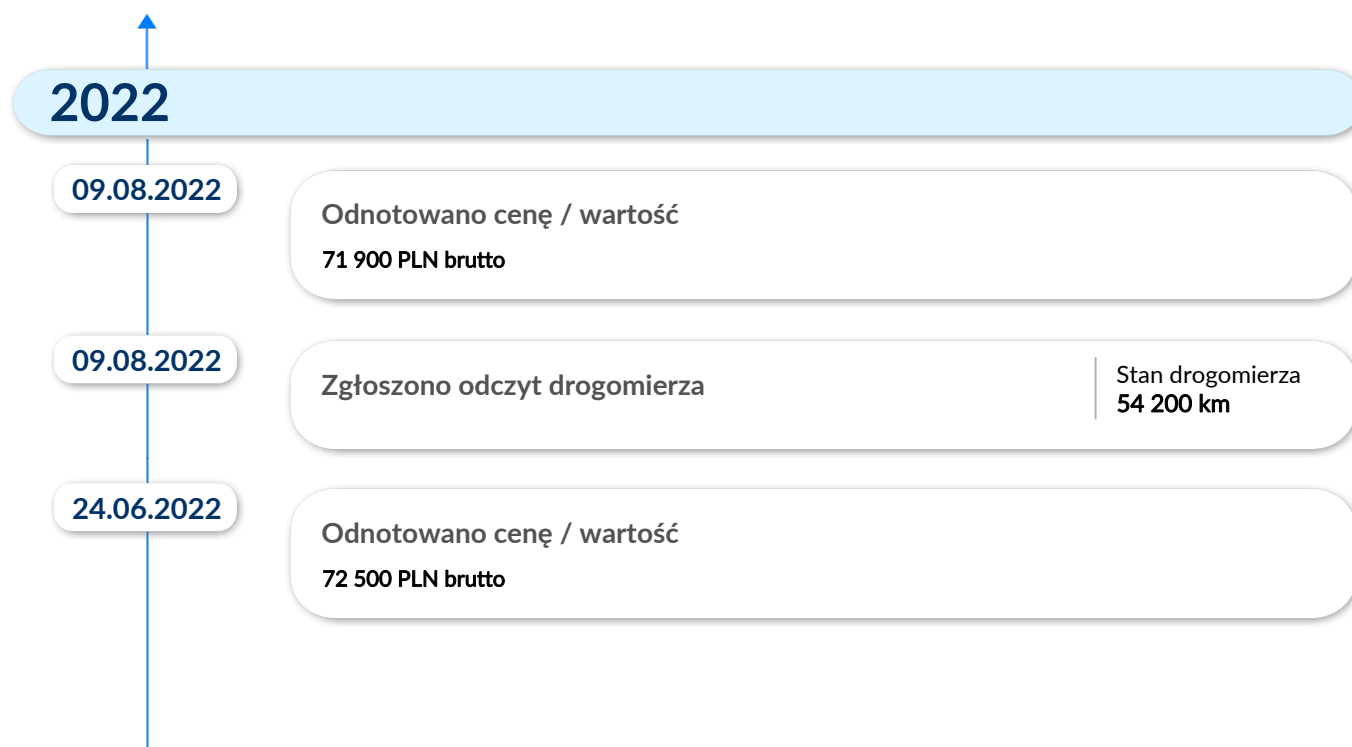 2022
09.08.2022
Odnotowano cenę / wartość
71 900 PLN brutto
09.08.2022
Zgłoszono odczyt drogomierza
Stan drogomierza
54 200 km
24.06.2022
Odnotowano cenę / wartość
72 500 PLN brutto